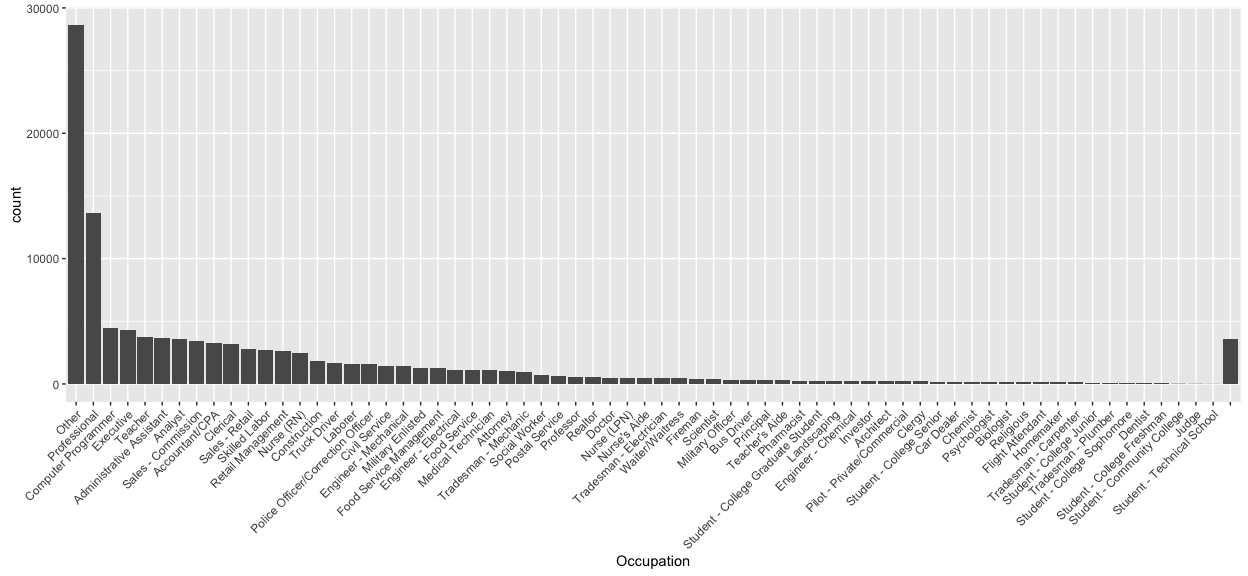 30000
20000
10000
0
count
Other
Professional
Computer Programmer
Executive
Teacher
Administrative Assistant
Analyst
Sales - Commission
Accountant/CPA
Clerical
Sales - Retail
Skilled Labor
Retail Management
Nurse (RN)
Construction
Truck Driver
Laborer
Police Officer/Correction Officer
Civil Service
Engineer - Mechanical
Military Enlisted
Food Service Management
Engineer - Electrical
Food Service
Medical Technician
Attorney
Tradesman - Mechanic
Social Worker
Postal Service
Professor
Realtor
Doctor
Nurse (LPN)
Nurse's Aide
Tradesman - Electrician
Waiter/Waitress
Fireman
Scientist
Military Officer
Bus Driver
Principal
Teacher's Aide
Pharmacist
Student - College Graduate Student
Landscaping
Engineer - Chemical
Investor
Architect
Pilot - Private/Commercial
Clergy
Student - College Senior
Car Dealer
Chemist
Psychologist
Biologist
Religious
Flight Attendant
Homemaker
Tradesman - Carpenter
Student - College Junior
Tradesman - Plumber
Student - College Sophomore
Dentist
Student - College Freshman
Student - Community College
Judge
Student - Technical School
Occupation